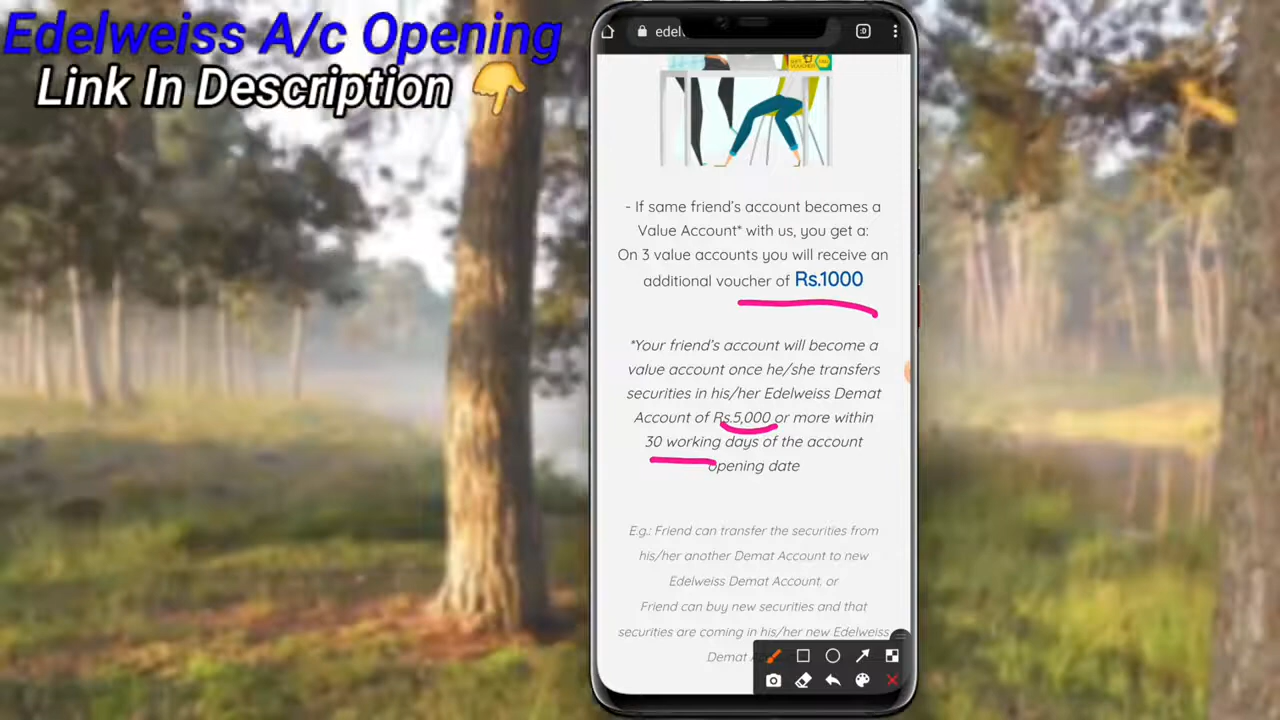 Edelweiss A/c Opening
Link In Description
edel
VOUCHER
- If same friend's account becomes a
Value Account* with us, you get a:
On 3 value accounts you will receive an
additional voucher of Rs.1000
*Your friend's account will become a
value account once he/she transfers
securities in his/her Edelweiss Demat
Account of Rs.5,000 or more within
30 working days of the account
opening date
E.g.: Friend can transfer the securities from
his/her another Demat Account to new
Edelweiss Demat Account. or
Friend can buy new securities and that
securities are coming in his/her new Edelweiss
Demat